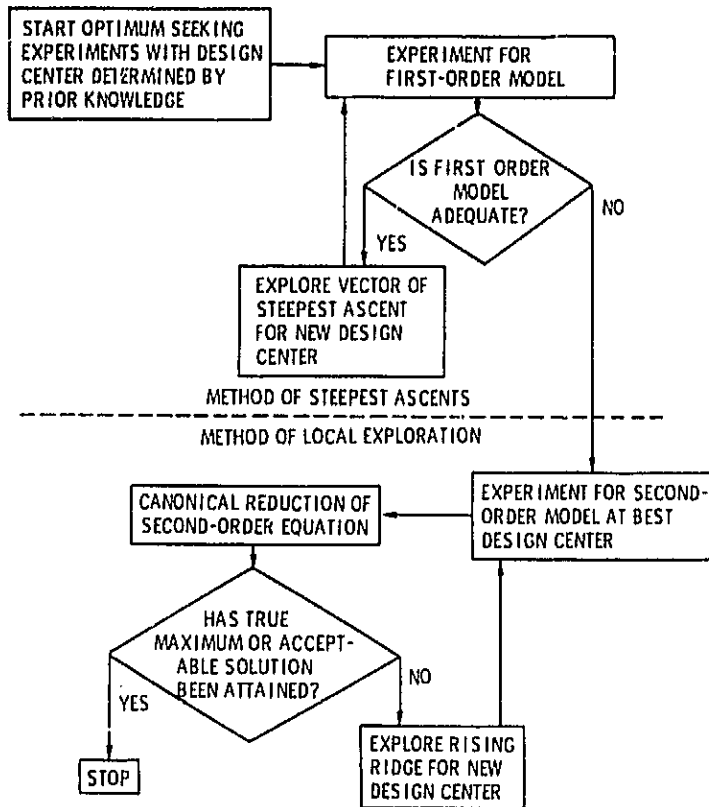 START OPTIMUM SEEKING
EXPERIMENTS WITH DESIGN
CENTER DETERMINED BY
PRIOR KNOWLEDGE
EXPERIMENT FOR
FIRST-ORDER MODEL
IS FIRST ORDER
MODEL
ADEQUATE?
NO
YES
EXPLORE VECTOR OF
STEEPEST ASCENT
FOR NEW DESIGN
CENTER
METHOD OF STEEPEST ASCENTS
METHOD OF LOCAL EXPLORATION
EXPERIMENT FOR SECOND-
ORDER MODEL AT BEST
DESIGN CENTER
CANONICAL REDUCTION OF
SECOND-ORDER EQUATION
HAS TRUE
MAXIMUM OR ACCEPT-
ABLE SOLUTION
BEEN ATTAINED?
YES
NO
STOP
EXPLORE RISING
RIDGE FOR NEW
DESIGN CENTER